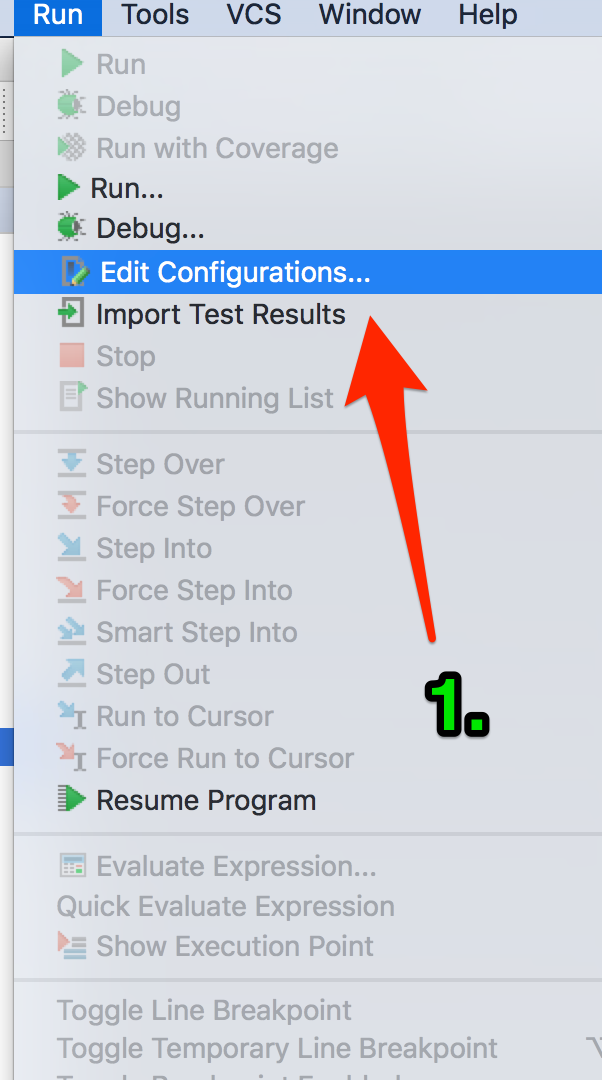 Run Tools VCS Window Help
Run
Debug
Run with Coverage
Run...
Debug...
Edit Configurations...
Import Test Results
Stop
Show Running List
Step Over
Force Step Over
Step Into
Force Step Into
Smart Step Into
Step Out
Run to Cursor
Force Run to Cursor
Resume Program
1.
Evaluate Expression...
Quick Evaluate Expression
Show Execution Point
Toggle Line Breakpoint
Toggle Temporary Line Breakpoint